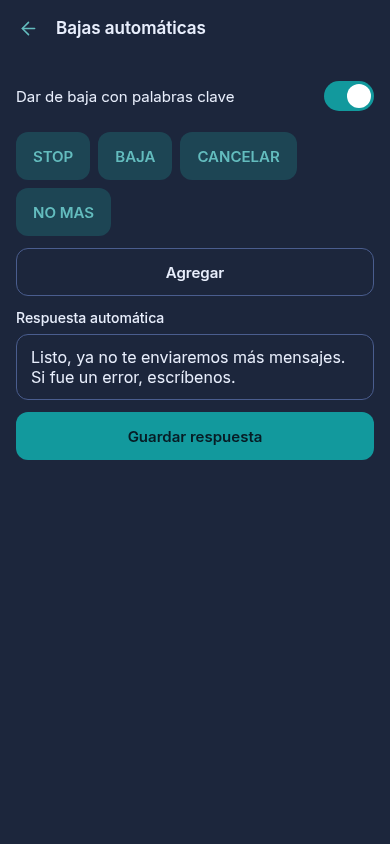 Bajas automáticas
Dar de baja con palabras clave
STOP
BAJA
CANCELAR
NO MAS
Agregar
Respuesta automática
Listo, ya no te enviaremos más mensajes.
Si fue un error, escríbenos.
Guardar respuesta